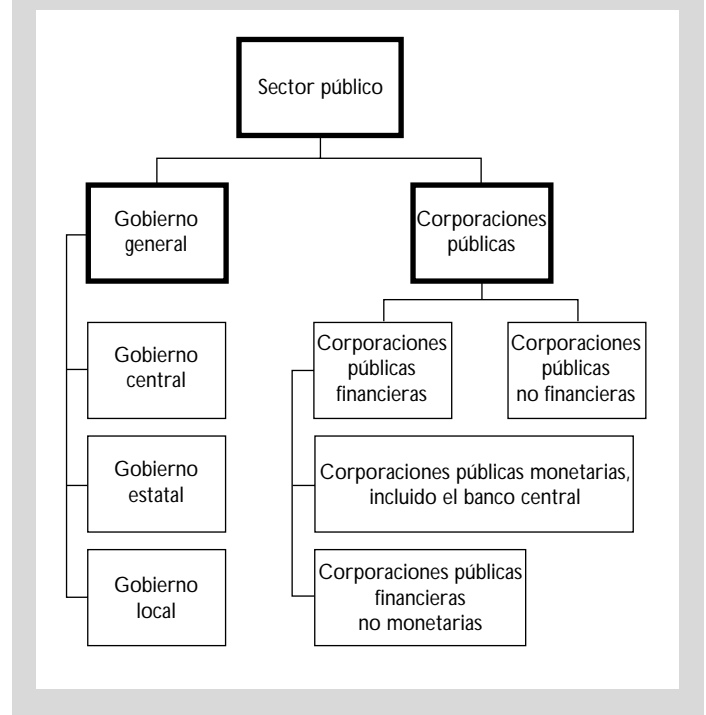 Sector público
Gobierno
general
Corporaciones
públicas
Gobierno
central
Gobierno
estatal
Gobierno
local
Corporaciones
públicas
financieras
Corporaciones
públicas
no financieras
Corporaciones públicas monetarias,
incluido el banco central
Corporaciones públicas
financieras
no monetarias